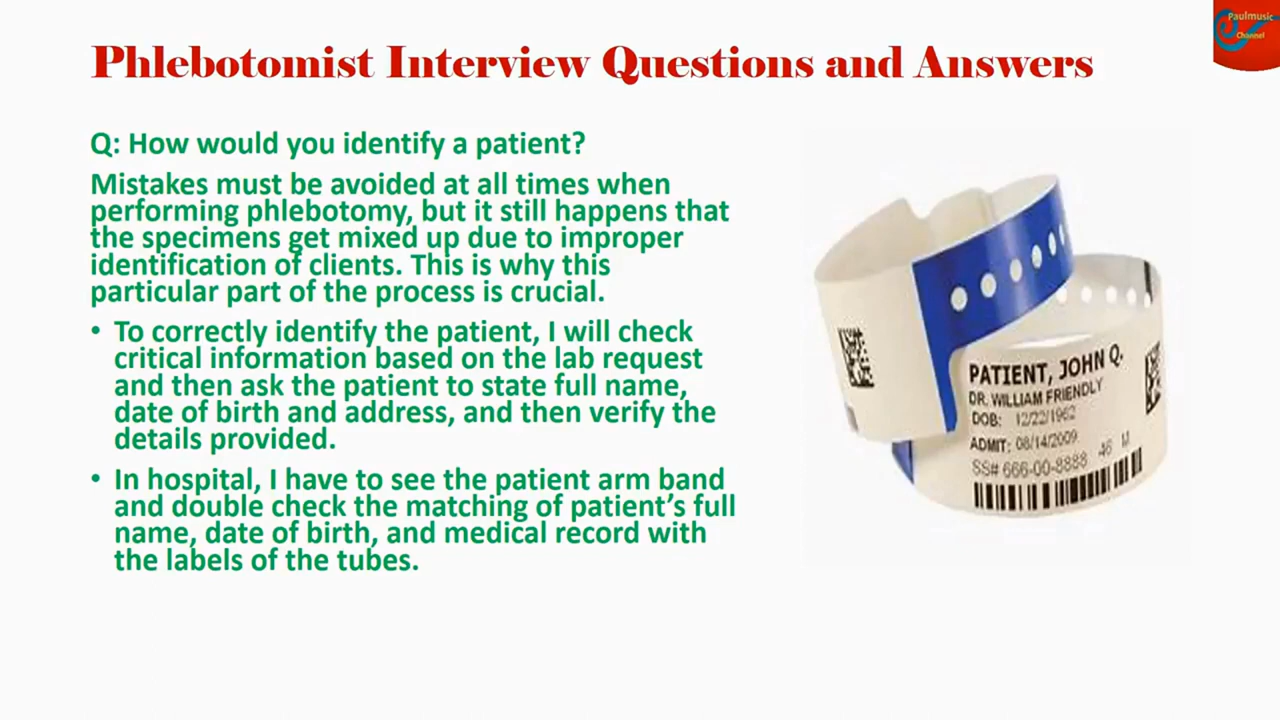 Paulmusic
Channel
Phlebotomist Interview Questions and Answers
Q: How would you identify a patient?
Mistakes must be avoided at all times when
performing phlebotomy, but it still happens that
the specimens get mixed up due to improper
identification of clients. This is why this
particular part of the process is crucial.
• To correctly identify the patient, I will check
critical information based on the lab request
and then ask the patient to state full name,
date of birth and address, and then verify the
details provided.
• In hospital, I have to see the patient arm band
and double check the matching of patient’s full
name, date of birth, and medical record with
the labels of the tubes.
PATIENT, JOHN Q.
DR. WILLIAM FRIENDLY
DOB: 12/22/1962
ADMIT: 08/14/2009
SS# 666-00-8888 46 M